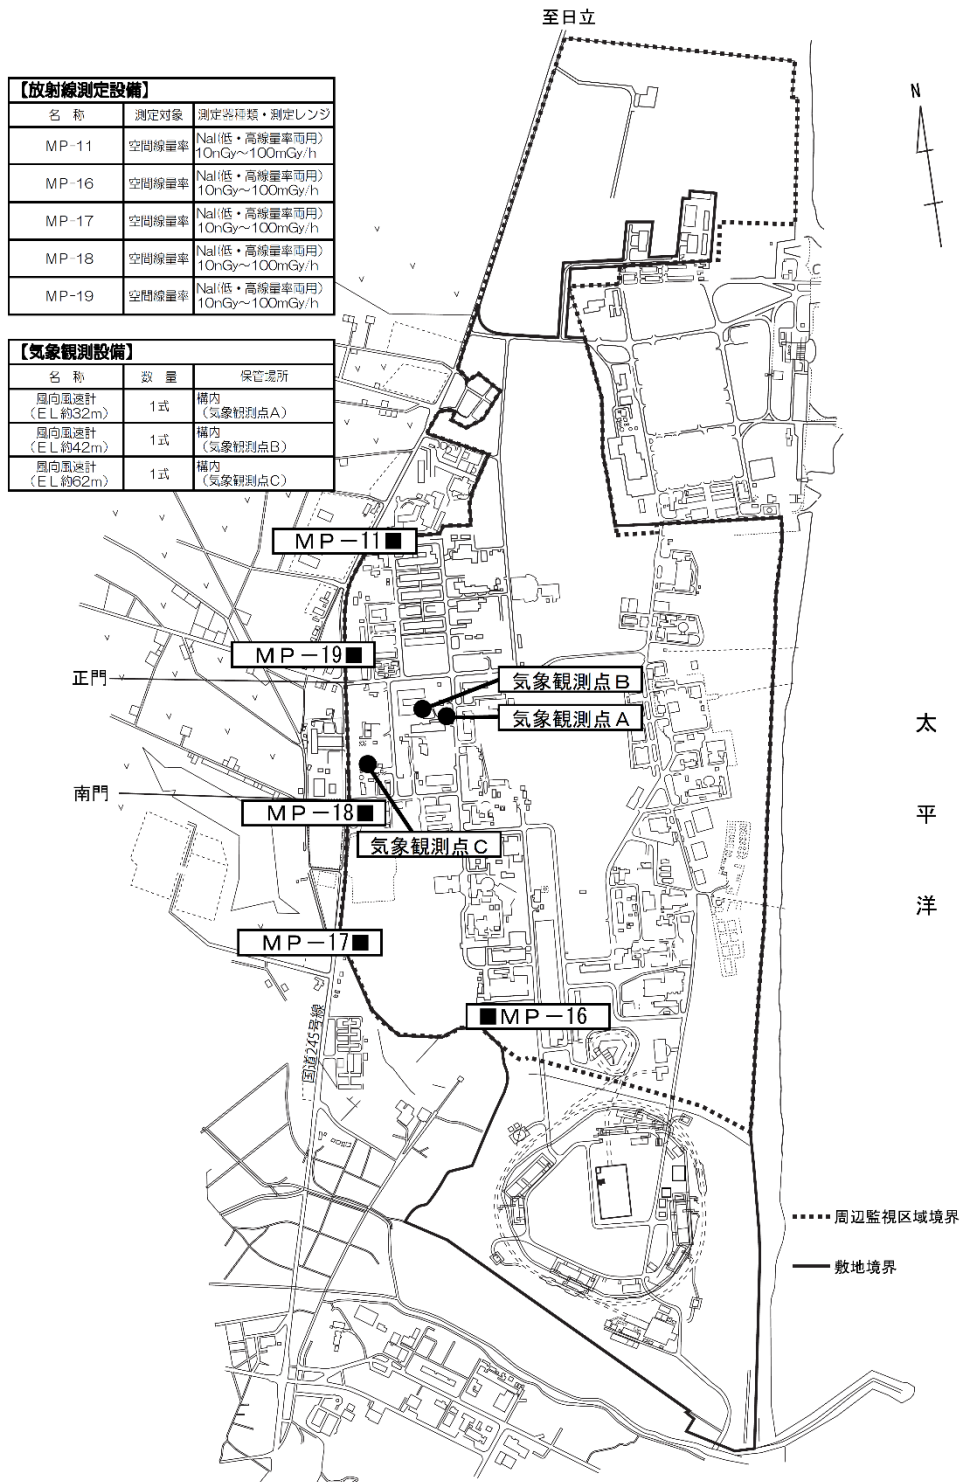 至日立
N
【放射線測定設備】
名 称 測定対象 測定器種類・測定レンジ
MP-11 空間線量率 NaI(低・高線量率両用) 10nGy～100mGy/h
MP-16 空間線量率 NaI(低・高線量率両用) 10nGy～100mGy/h
MP-17 空間線量率 NaI(低・高線量率両用) 10nGy～100mGy/h
MP-18 空間線量率 NaI(低・高線量率両用) 10nGy～100mGy/h
MP-19 空間線量率 NaI(低・高線量率両用) 10nGy～100mGy/h
【気象観測設備】
名 称 数 量 保管場所
風向風速計 (EL約32m) 1式 構内 (気象観測点A)
風向風速計 (EL約42m) 1式 構内 (気象観測点B)
風向風速計 (EL約62m) 1式 構内 (気象観測点C)
MP-11■
MP-19■
正門
気象観測点B
気象観測点A
南門
MP-18■
気象観測点C
太平洋
MP-17■
■MP-16
国道245号線
周辺監視区域境界
敷地境界